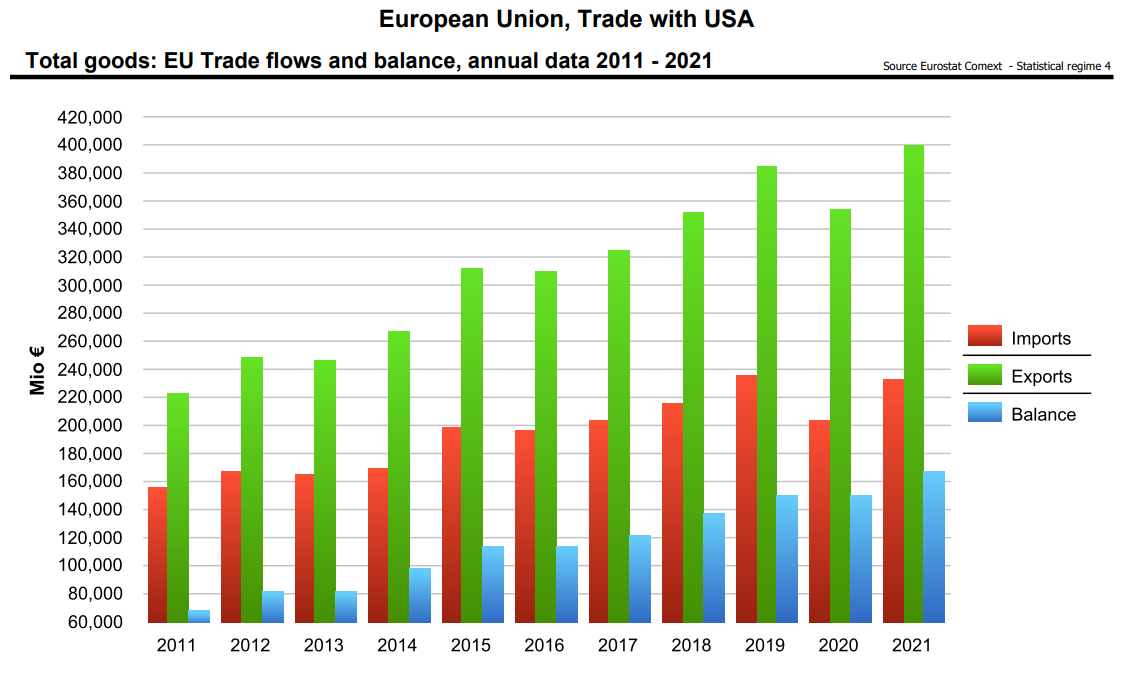 European Union, Trade with USA
Total goods: EU Trade flows and balance, annual data 2011 - 2021
Source Eurostat Comext - Statistical regime 4
420,000
400,000
380,000
360,000
340,000
320,000
300,000
280,000
260,000
240,000
220,000
200,000
180,000
160,000
140,000
120,000
100,000
80,000
60,000
Mio €
2011 2012 2013 2014 2015 2016 2017 2018 2019 2020 2021
Imports
Exports
Balance